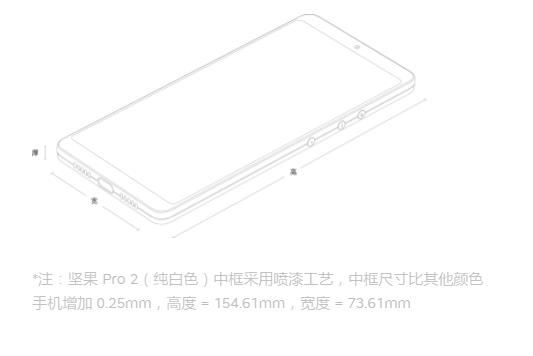 厚
高
宽
*注：坚果 Pro 2（纯白色）中框采用喷漆工艺，中框尺寸比其他颜色
手机增加 0.25mm，高度 = 154.61mm，宽度 = 73.61mm